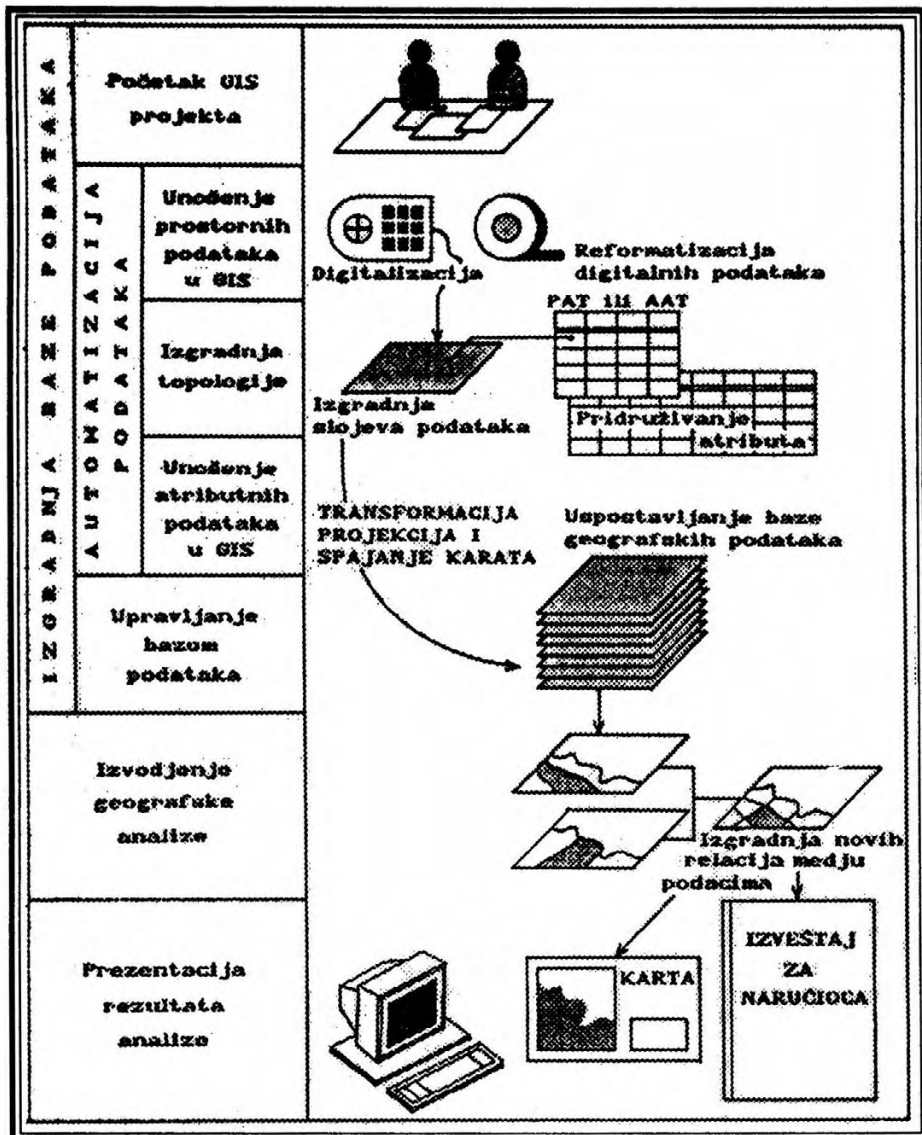 IZGRADNJA BAZE PODATAKA
Početak GIS
projekta
AUTOMATIZACIJA
PODATAKA
Unošenje
prostornih
podataka
u GIS
Digitalizacija
Reformatizacija
digitalnih podataka
Izgradnja
topologije
PAT ili AAT
Izgradnja
slojeva podataka
Pridruživanje
atributa
Unošenje
atributnih
podataka
u GIS
TRANSFORMACIJA
PROJEKCIJA I
SPAJANJE KARATA
Uspostavljanje baze
geografskih podataka
Upravljanje
bazom
podataka
Izvodjenje
geografske
analize
Izgradnja novih
relacija medju
podacima
Prezentacija
rezultata
analize
KARTA
IZVEŠTAJ
ZA
NARUČIOCA